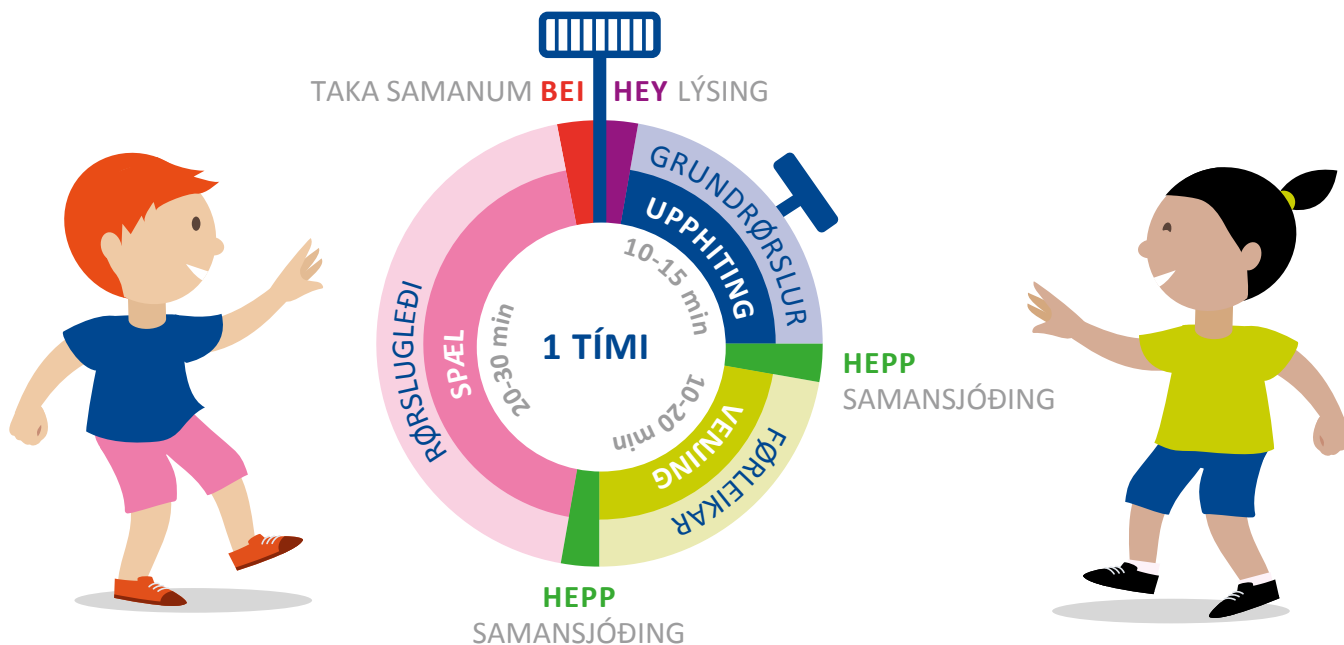 TAKA SAMANUM BEI
HEY LÝSING
GRUNDRØRSLUR
UPPHITING
10-15 min
HEPP
SAMANSJÓÐING
FØRLEIKAR
VENJING
10-20 min
HEPP
SAMANSJÓÐING
RØRSLUGLEÐI
SPÆL
20-30 min
1 TÍMI